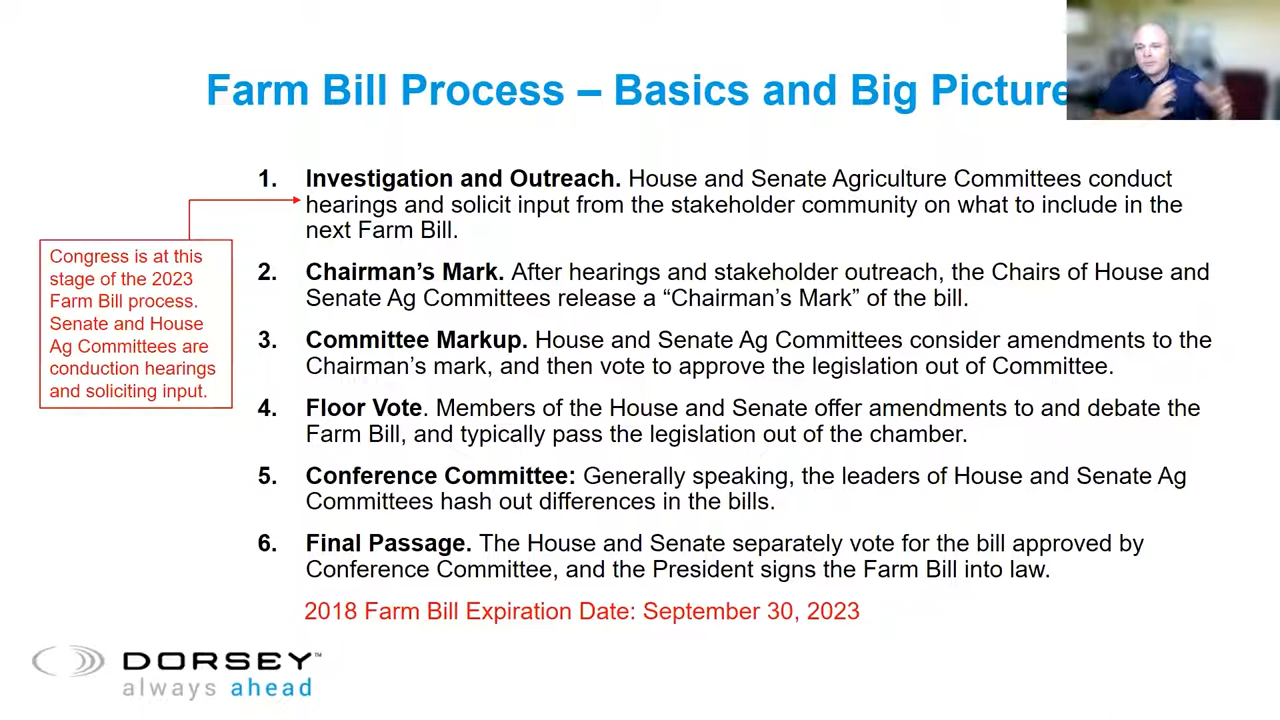 Farm Bill Process – Basics and Big Picture
1. Investigation and Outreach. House and Senate Agriculture Committees conduct
hearings and solicit input from the stakeholder community on what to include in the
next Farm Bill.
Congress is at this
stage of the 2023
Farm Bill process.
Senate and House
Ag Committees are
conduction hearings
and soliciting input.
2. Chairman’s Mark. After hearings and stakeholder outreach, the Chairs of House and
Senate Ag Committees release a “Chairman’s Mark” of the bill.
3. Committee Markup. House and Senate Ag Committees consider amendments to the
Chairman’s mark, and then vote to approve the legislation out of Committee.
4. Floor Vote. Members of the House and Senate offer amendments to and debate the
Farm Bill, and typically pass the legislation out of the chamber.
5. Conference Committee: Generally speaking, the leaders of House and Senate Ag
Committees hash out differences in the bills.
6. Final Passage. The House and Senate separately vote for the bill approved by
Conference Committee, and the President signs the Farm Bill into law.
2018 Farm Bill Expiration Date: September 30, 2023
DORSEY™
always ahead